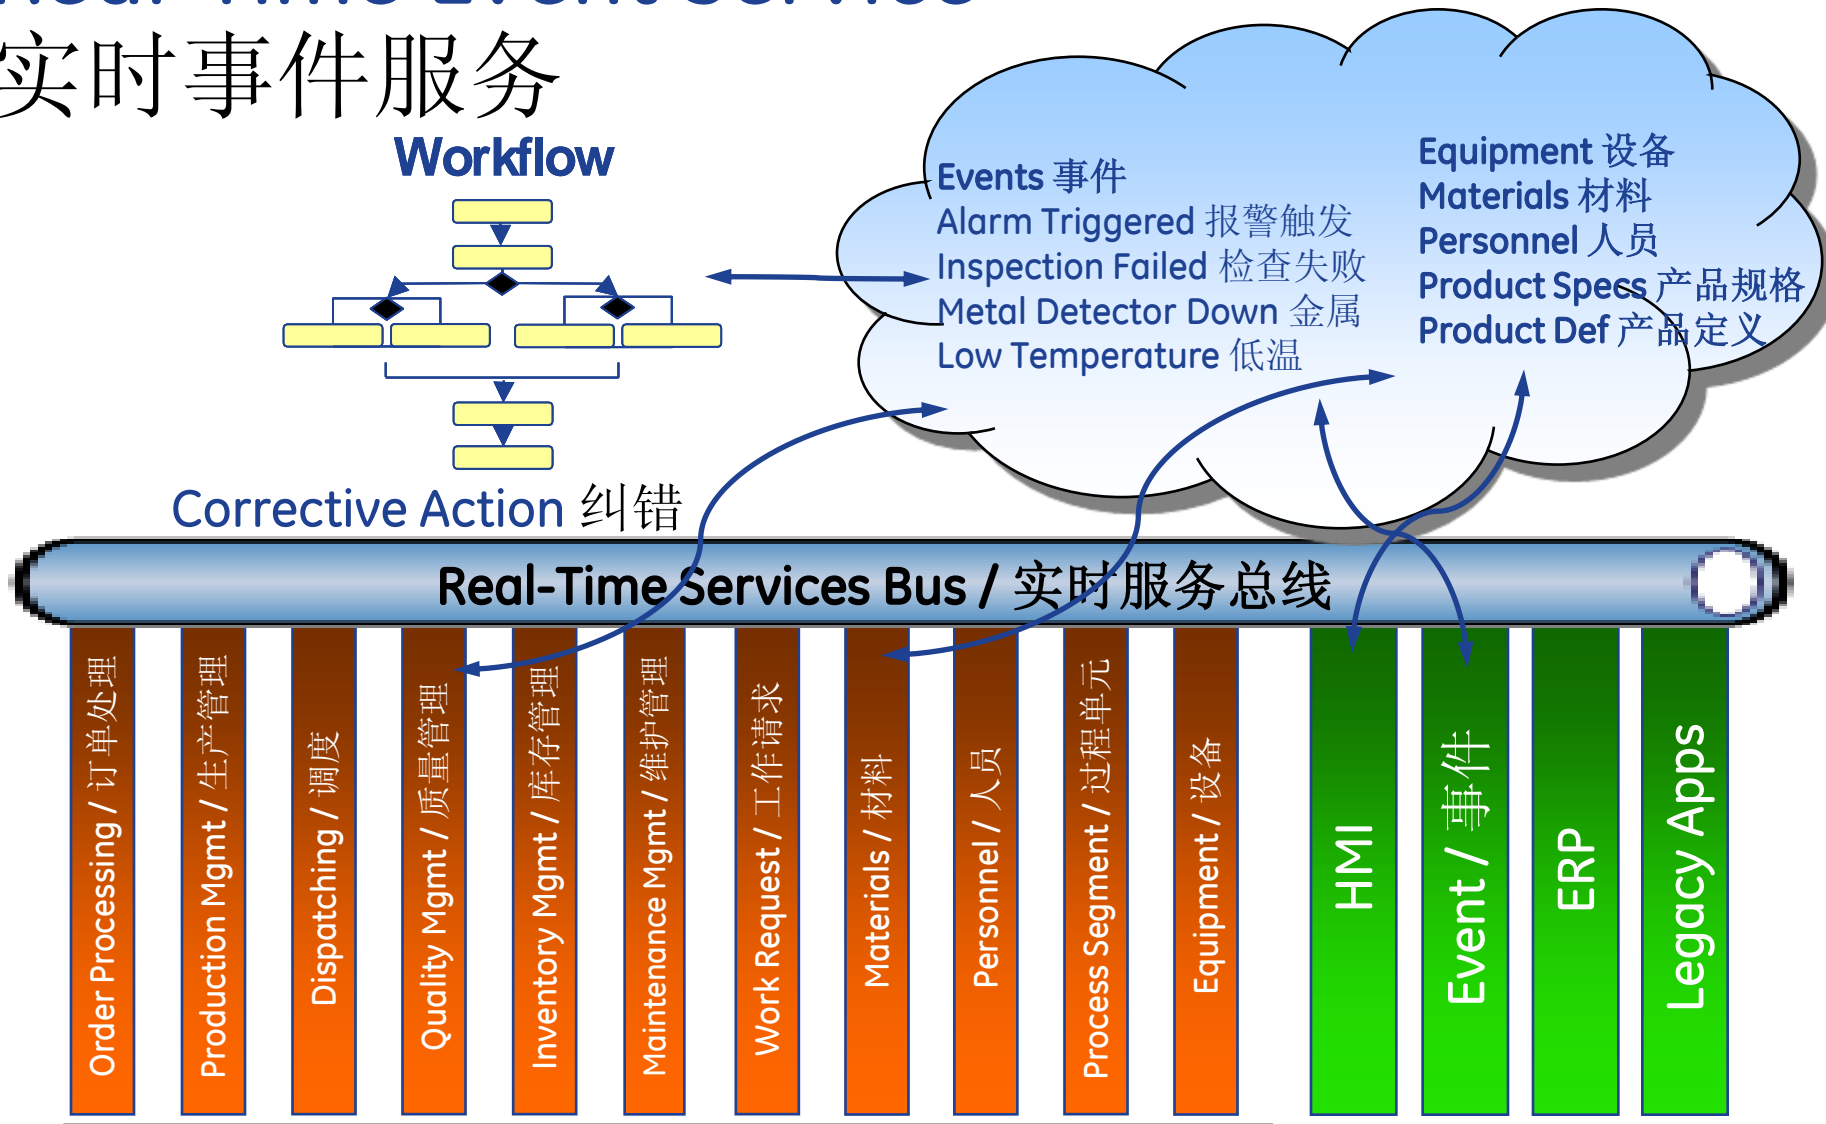 Real-Time Event Service
实时事件服务
Workflow
Events 事件
Alarm Triggered 报警触发
Inspection Failed 检查失败
Metal Detector Down 金属
Low Temperature 低温
Equipment 设备
Materials 材料
Personnel 人员
Product Specs 产品规格
Product Def 产品定义
Corrective Action 纠错
Real-Time Services Bus / 实时服务总线
Order Processing / 订单处理
Production Mgmt / 生产管理
Dispatching / 调度
Quality Mgmt / 质量管理
Inventory Mgmt / 库存管理
Maintenance Mgmt / 维护管理
Work Request / 工作请求
Materials / 材料
Personnel / 人员
Process Segment / 过程单元
Equipment / 设备
HMI
Event / 事件
ERP
Legacy Apps